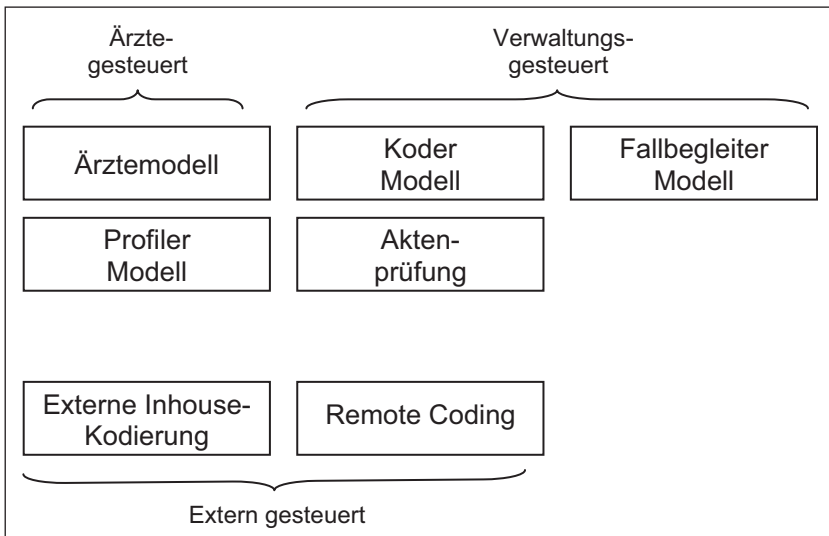 Ärzte-
gesteuert
Verwaltungs-
gesteuert
Ärztemodell
Koder
Modell
Fallbegleiter
Modell
Profiler
Modell
Akten-
prüfung
Externe Inhouse-
Kodierung
Remote Coding
Extern gesteuert